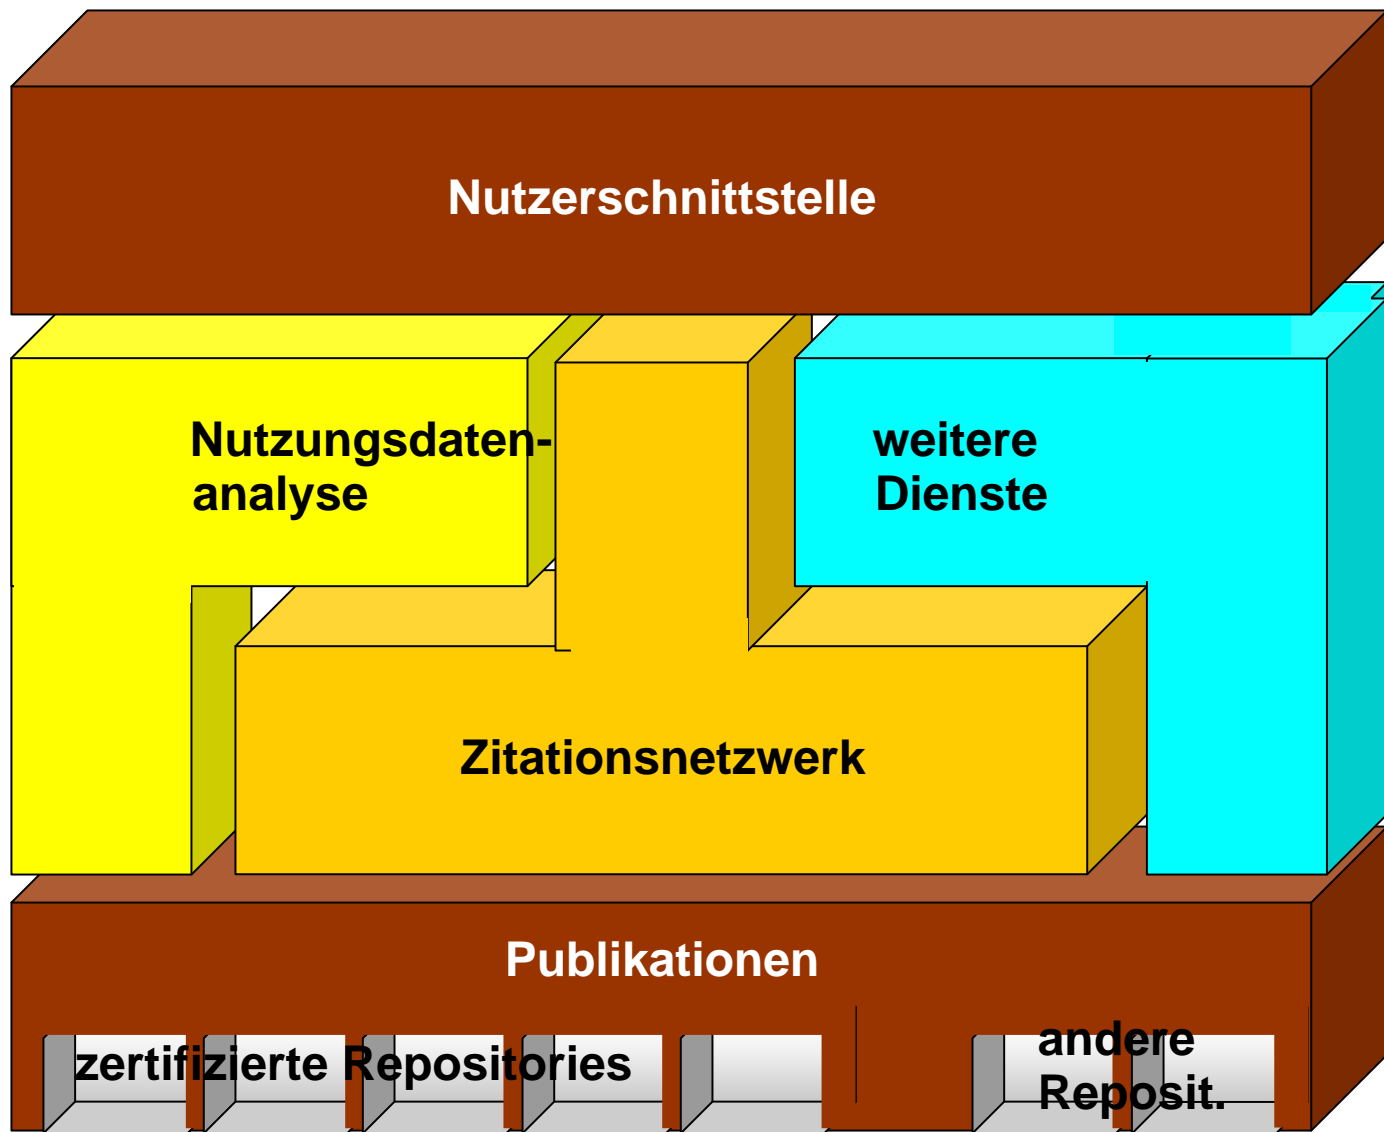 Nutzerschnittstelle
Nutzungsdaten-
analyse
weitere
Dienste
Zitationsnetzwerk
Publikationen
zertifizierte Repositories
andere
Reposit.